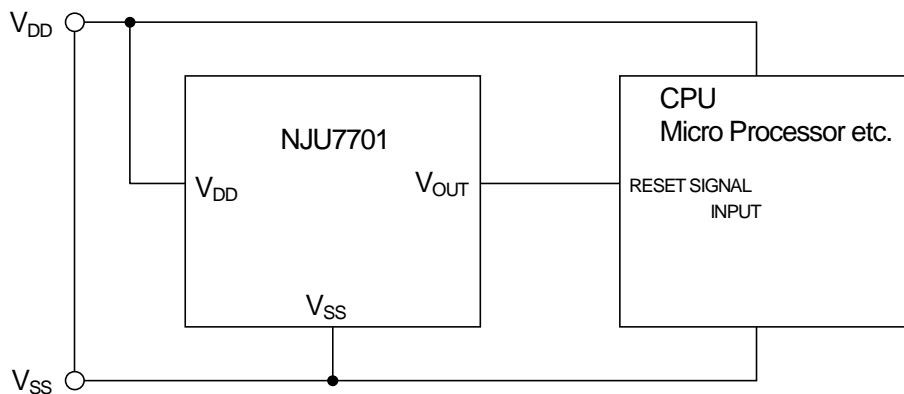 VDD
NJU7701
VDD
VOUT
VSS
CPU
Micro Processor etc.
RESET SIGNAL
INPUT
VSS